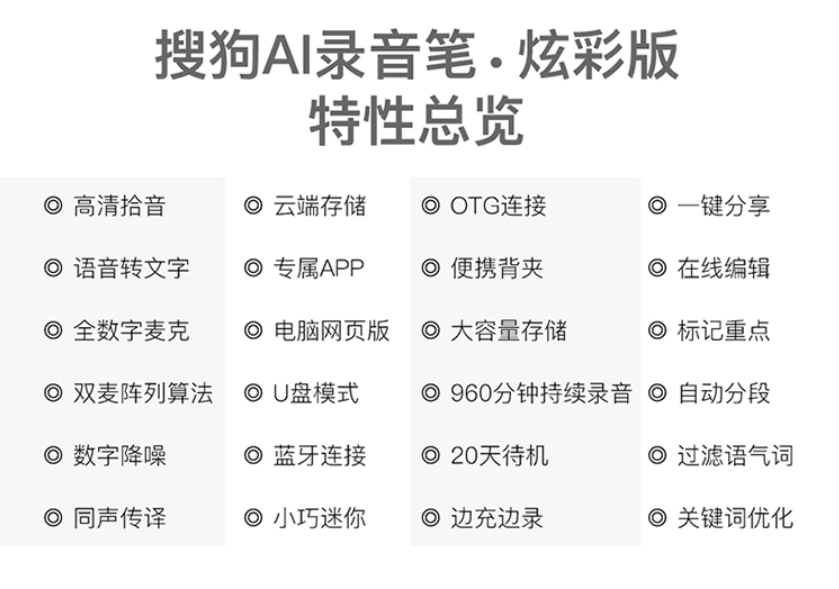 搜狗AI录音笔·炫彩版
特性总览
◎ 高清拾音 ◎ 云端存储 ◎ OTG连接 ◎ 一键分享
◎ 语音转文字 ◎ 专属APP ◎ 便携背夹 ◎ 在线编辑
◎ 全数字麦克 ◎ 电脑网页版 ◎ 大容量存储 ◎ 标记重点
◎ 双麦阵列算法 ◎ U盘模式 ◎ 960分钟持续录音 ◎ 自动分段
◎ 数字降噪 ◎ 蓝牙连接 ◎ 20天待机 ◎ 过滤语气词
◎ 同声传译 ◎ 小巧迷你 ◎ 边充边录 ◎ 关键词优化